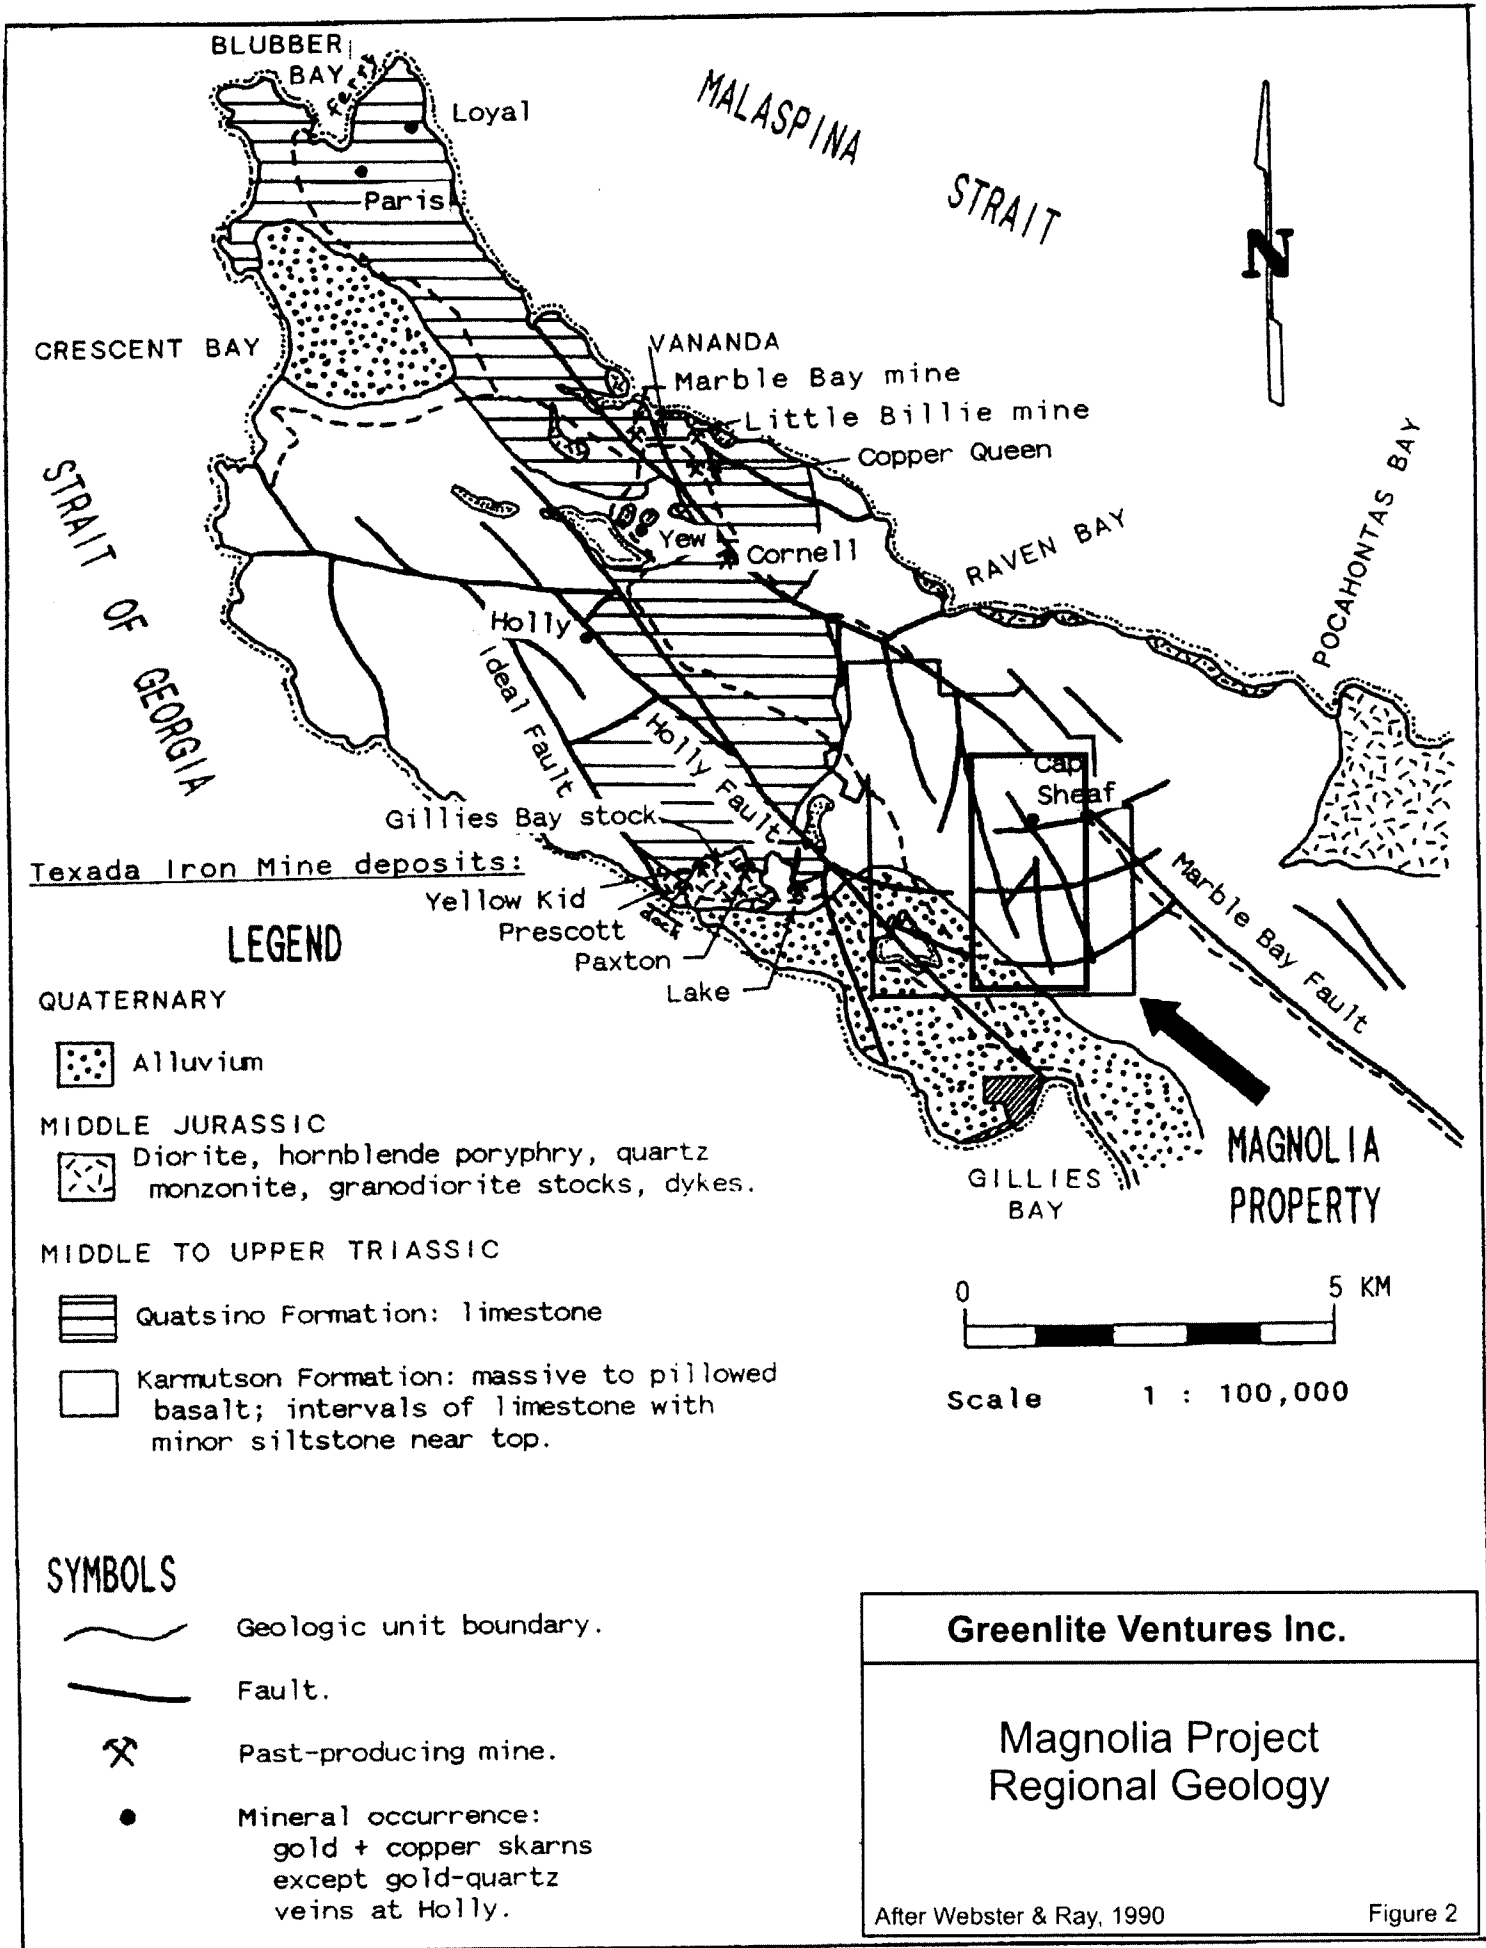 BLUBBER
BAY
Ferry
Loyal
Paris
MALASPINA
STRAIT
N
CRESCENT BAY
VANANDA
Marble Bay mine
Little Billie mine
Copper Queen
STRAIT OF GEORGIA
Yew
Cornell
RAVEN BAY
POCAHONTAS BAY
Holly
Ideal Fault
Holly Fault
Cap
Sheaf
Gillies Bay stock
Texada Iron Mine deposits:
Yellow Kid
Prescott
Paxton
Lake
dock
Marble Bay Fault
MAGNOLIA
PROPERTY
GILLIES
BAY
LEGEND
QUATERNARY
Alluvium
MIDDLE JURASSIC
Diorite, hornblende poryphry, quartz
monzonite, granodiorite stocks, dykes.
MIDDLE TO UPPER TRIASSIC
Quatsino Formation: limestone
Karmutson Formation: massive to pillowed
basalt; intervals of limestone with
minor siltstone near top.
0 5 KM
Scale 1 : 100,000
SYMBOLS
Geologic unit boundary.
Fault.
Past-producing mine.
Mineral occurrence:
gold + copper skarns
except gold-quartz
veins at Holly.
Greenlite Ventures Inc.
Magnolia Project
Regional Geology
After Webster & Ray, 1990 Figure 2